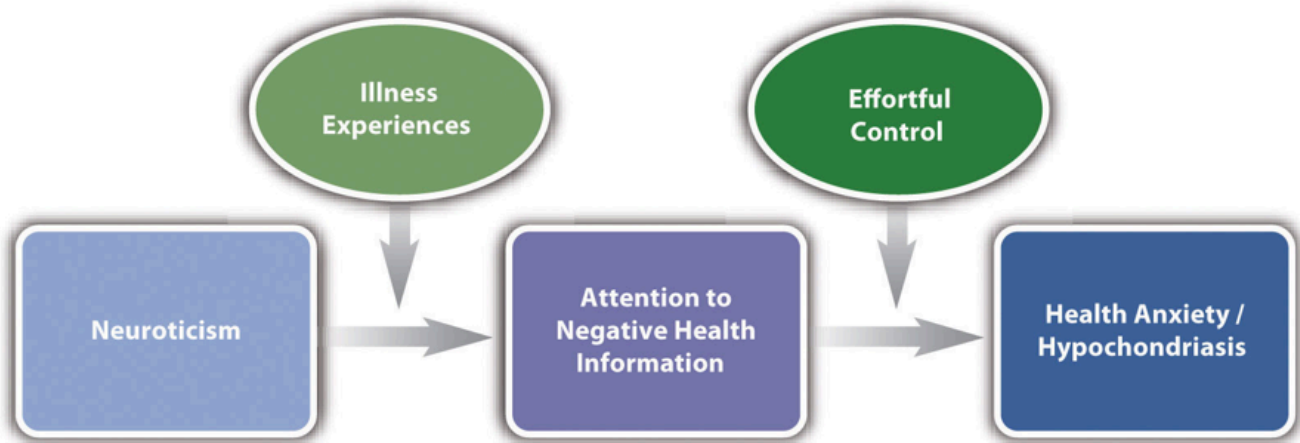 Illness
Experiences
Effortful
Control
Neuroticism
Attention to
Negative Health
Information
Health Anxiety /
Hypochondriasis